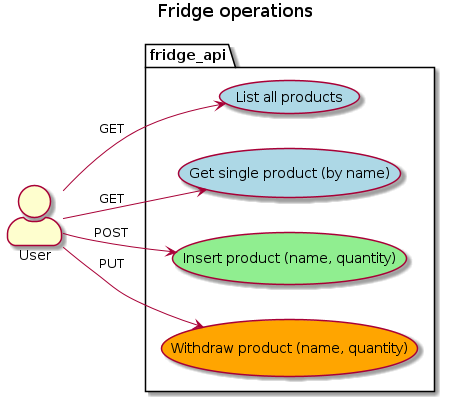 Fridge operations
fridge_api
List all products
GET
Get single product (by name)
GET
POST
User
Insert product (name, quantity)
PUT
Withdraw product (name, quantity)